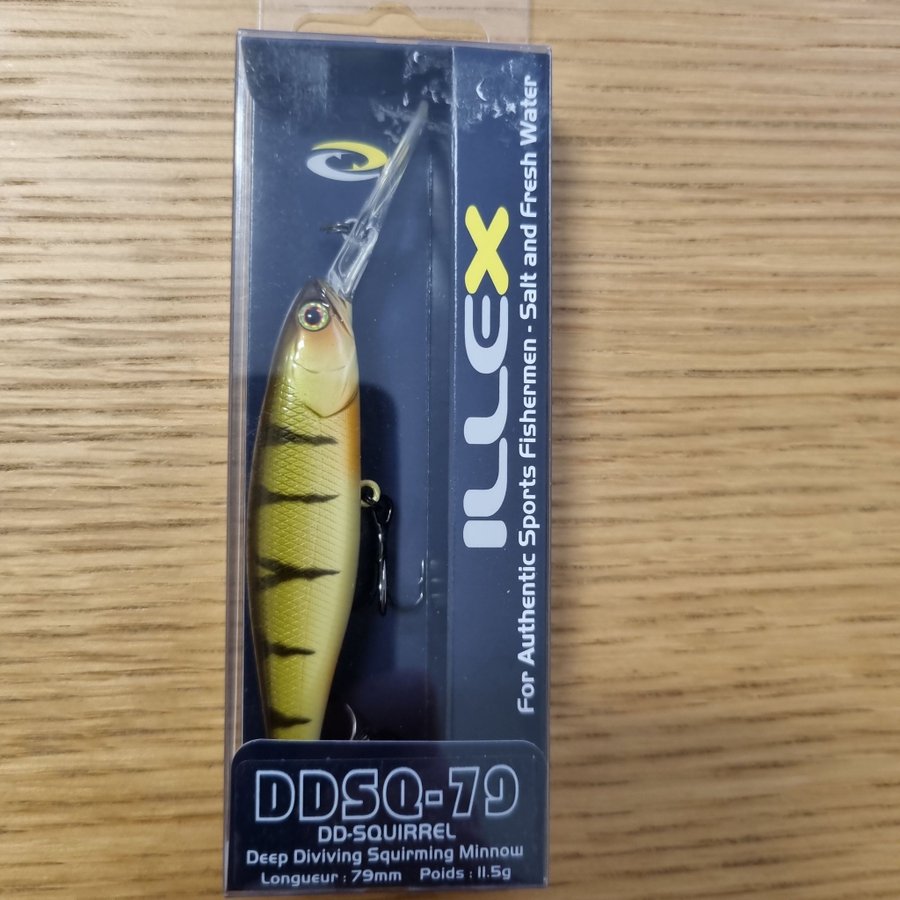 ILLEX
For Authentic Sports Fishermen - Salt and Fresh Water
DDSQ-79
DD-SQUIRREL
Deep Diviving Squirming Minnow
Longueur : 79mm Poids : 11.5g